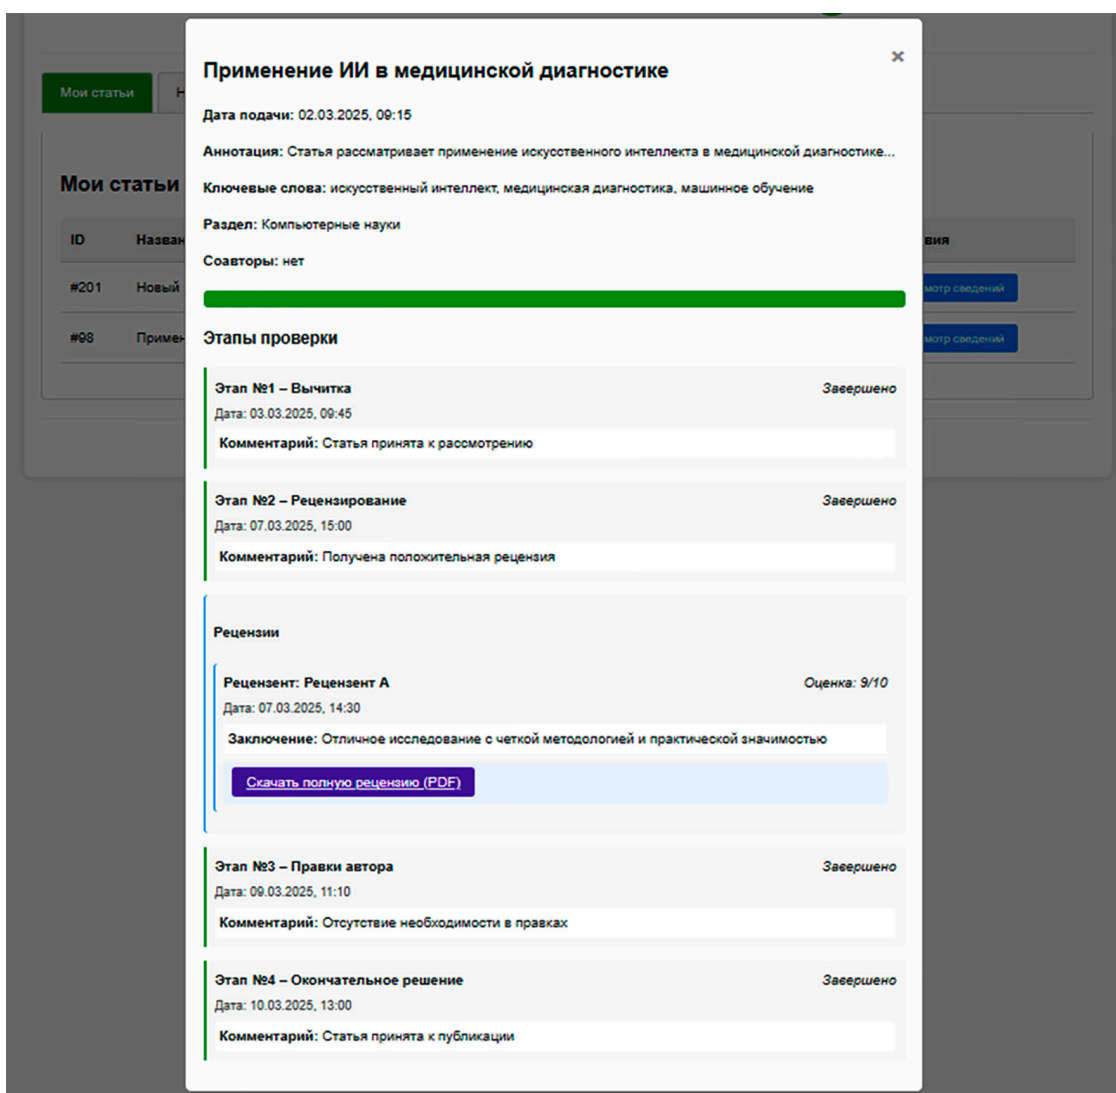 Применение ИИ в медицинской диагностике
×
Дата подачи: 02.03.2025, 09:15
Аннотация: Статья рассматривает применение искусственного интеллекта в медицинской диагностике...
Ключевые слова: искусственный интеллект, медицинская диагностика, машинное обучение
Раздел: Компьютерные науки
Соавторы: нет
Этапы проверки
Этап №1 – Вычитка Завершено
Дата: 03.03.2025, 09:45
Комментарий: Статья принята к рассмотрению
Этап №2 – Рецензирование Завершено
Дата: 07.03.2025, 15:00
Комментарий: Получена положительная рецензия
Рецензии
Рецензент: Рецензент А Оценка: 9/10
Дата: 07.03.2025, 14:30
Заключение: Отличное исследование с четкой методологией и практической значимостью
Скачать полную рецензию (PDF)
Этап №3 – Правки автора Завершено
Дата: 09.03.2025, 11:10
Комментарий: Отсутствие необходимости в правках
Этап №4 – Окончательное решение Завершено
Дата: 10.03.2025, 13:00
Комментарий: Статья принята к публикации
Мои статьи
Мои статьи
ID
#201 Новый
#98